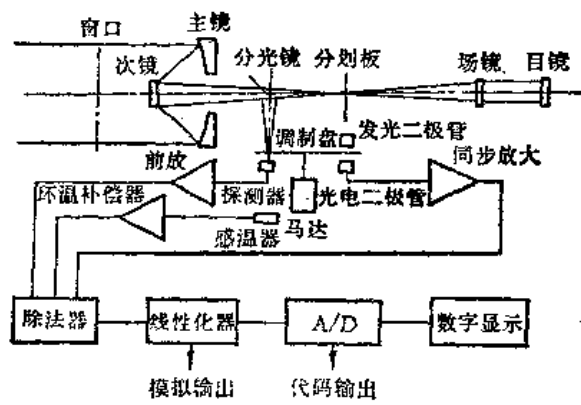 窗口
主镜
次镜
分光镜
分划板
场镜
目镜
调制盘
发光二极管
前放
同步放大
环温补偿器
探测器
光电二极管
感温器
马达
除法器
线性化器
A/D
数字显示
模拟输出
代码输出